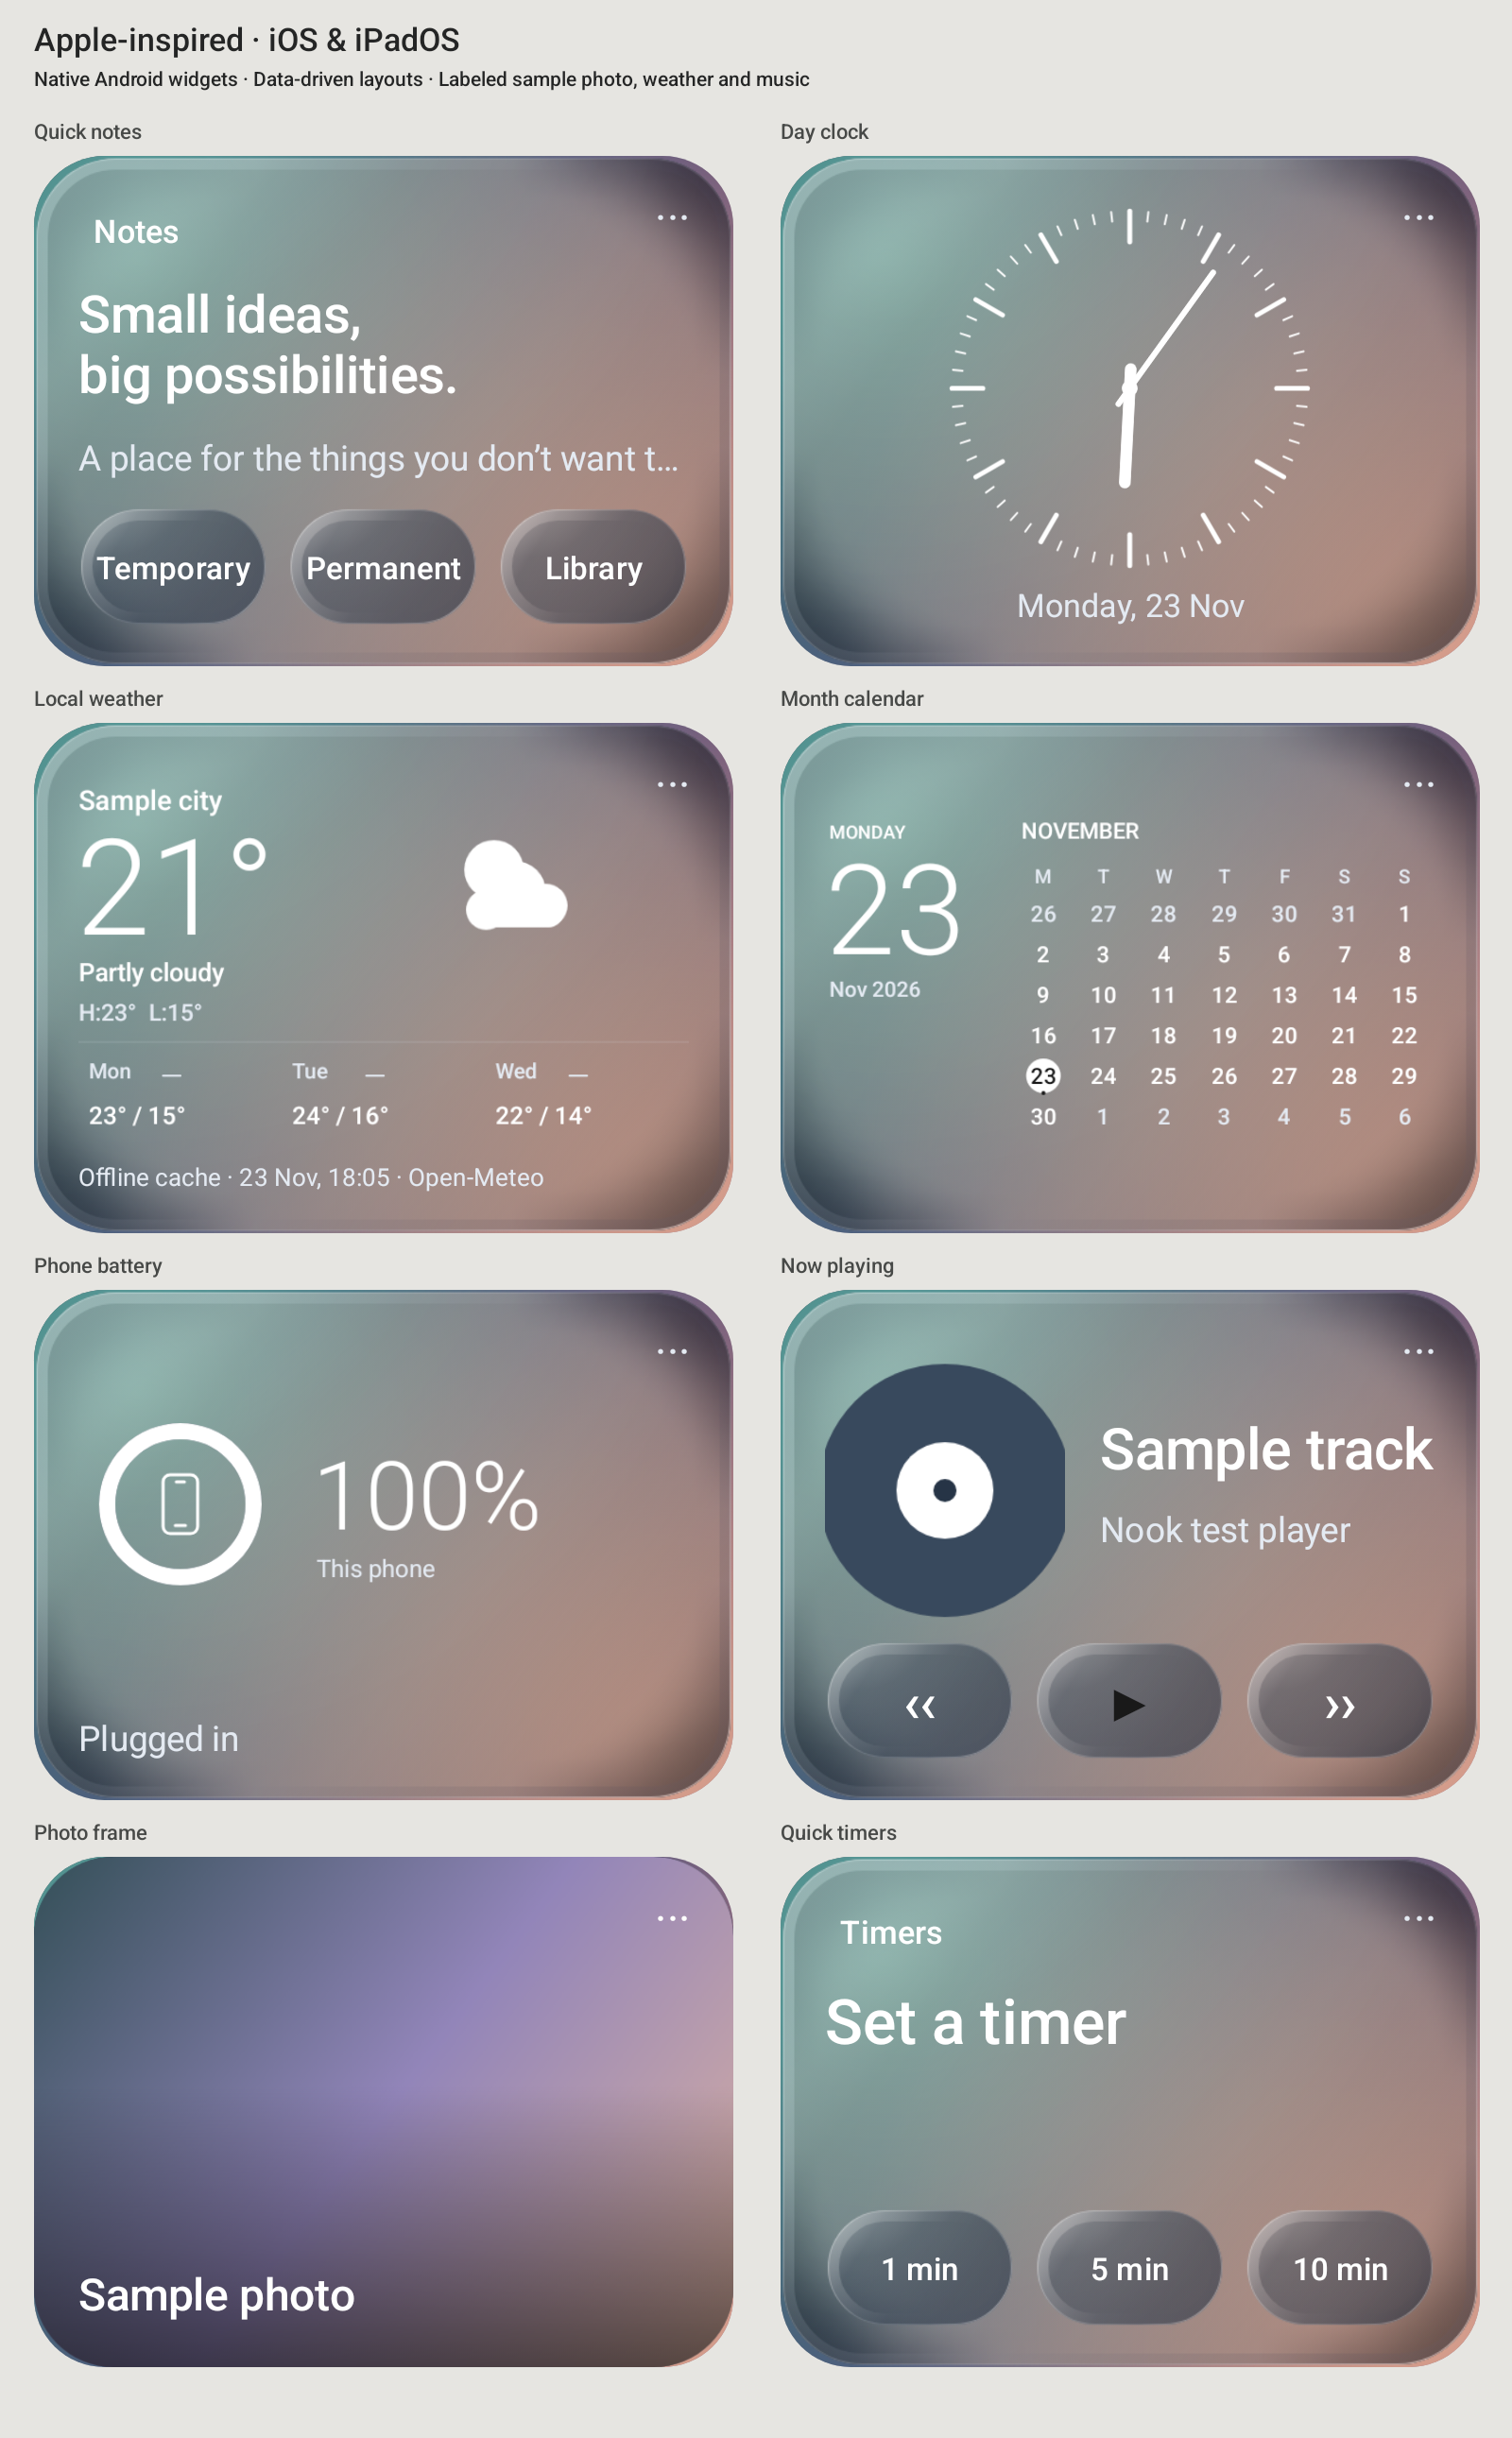 Apple-inspired · iOS & iPadOS
Native Android widgets · Data-driven layouts · Labeled sample photo, weather and music
Quick notes
Notes
...
Small ideas,
big possibilities.
A place for the things you don’t want t...
Temporary Permanent Library
Day clock
...
Monday, 23 Nov
Local weather
...
Sample city
21°
Partly cloudy
H:23° L:15°
Mon — Tue — Wed —
23° / 15° 24° / 16° 22° / 14°
Offline cache · 23 Nov, 18:05 · Open-Meteo
Month calendar
...
MONDAY
23
Nov 2026
NOVEMBER
M T W T F S S
26 27 28 29 30 31 1
2 3 4 5 6 7 8
9 10 11 12 13 14 15
16 17 18 19 20 21 22
23 24 25 26 27 28 29
30 1 2 3 4 5 6
Phone battery
...
100%
This phone
Plugged in
Now playing
...
Sample track
Nook test player
‹‹ ▶ ››
Photo frame
...
Sample photo
Quick timers
...
Timers
Set a timer
1 min 5 min 10 min